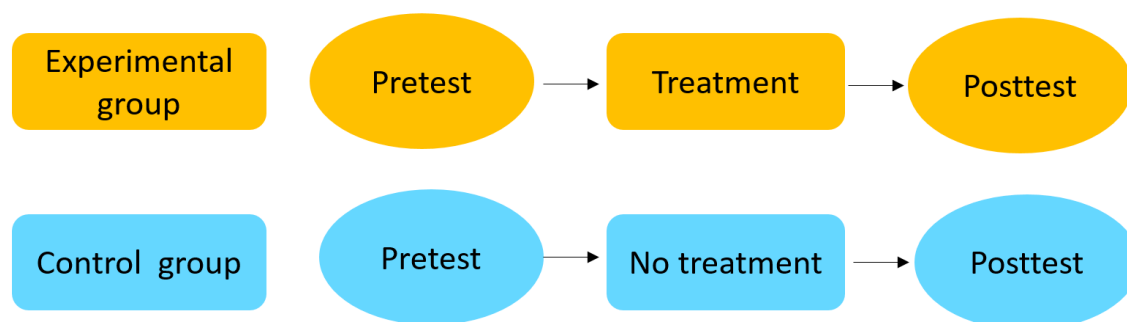 Experimental
group
Pretest
Treatment
Posttest
Control group
Pretest
No treatment
Posttest